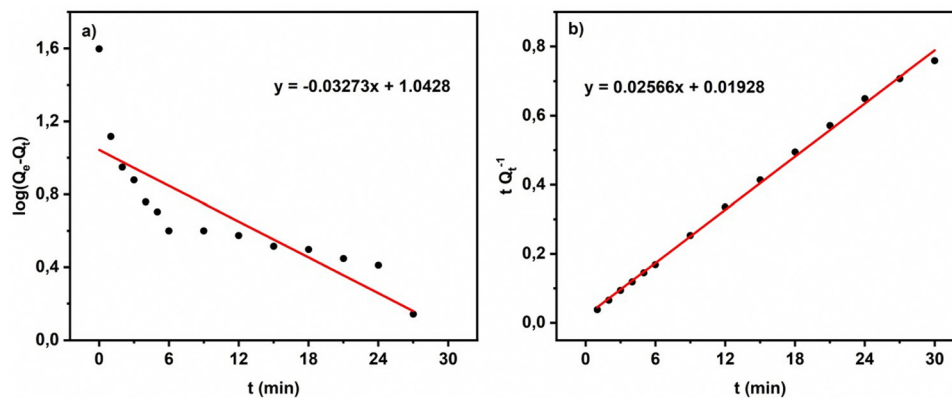 a)
y = -0.03273x + 1.0428
log(Qₑ-Qₜ)
1,6
1,2
0,8
0,4
0,0
0 6 12 18 24 30
t (min)
b)
y = 0.02566x + 0.01928
t Qₜ⁻¹
0,8
0,6
0,4
0,2
0,0
0 6 12 18 24 30
t (min)